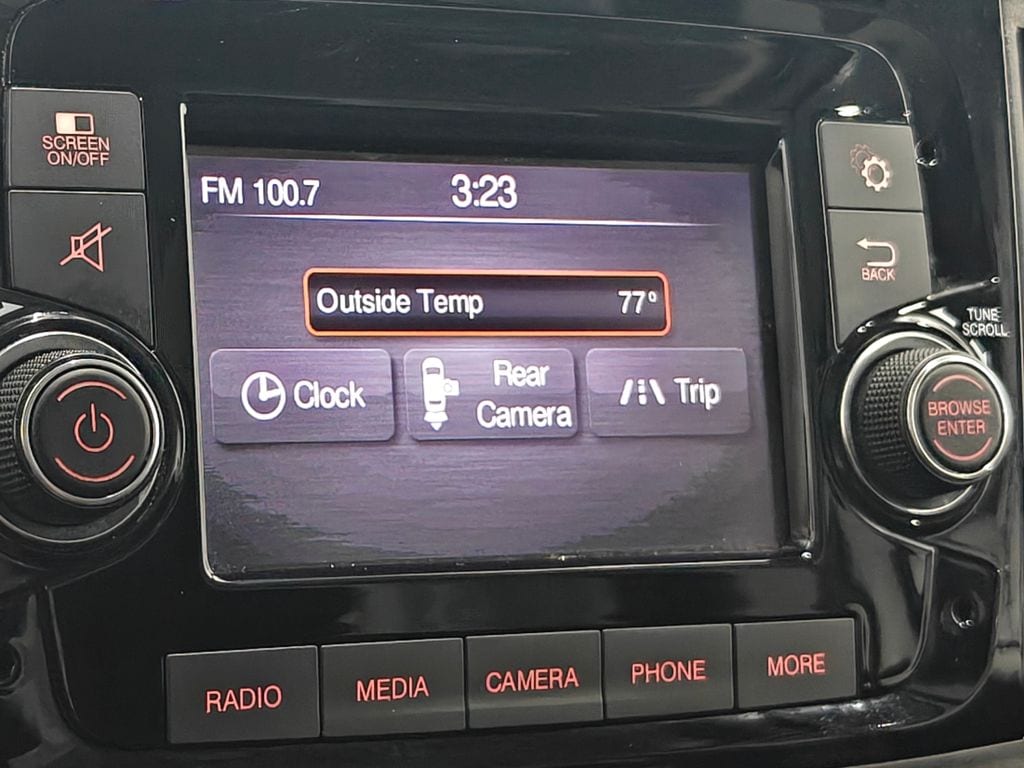 SCREEN
ON/OFF
FM 100.7
3:23
BACK
Outside Temp 77°
TUNE
SCROLL
Clock
Rear
Camera
Trip
BROWSE
ENTER
RADIO
MEDIA
CAMERA
PHONE
MORE